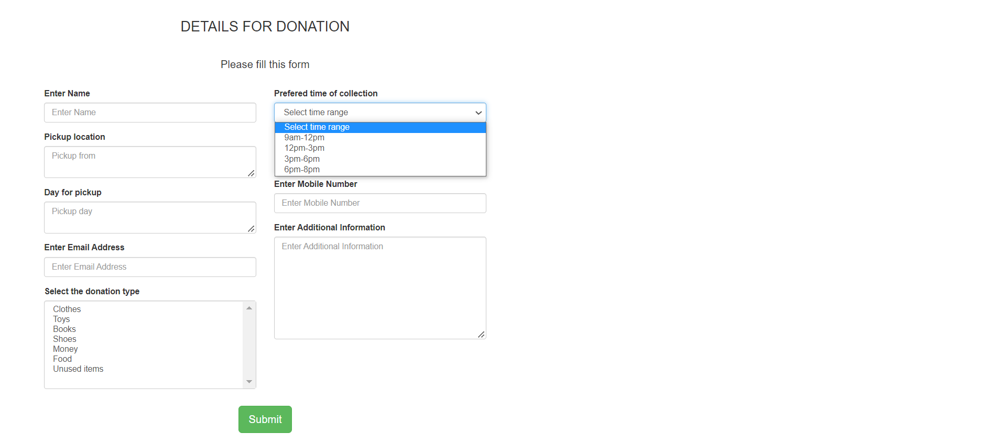 DETAILS FOR DONATION
Please fill this form
Enter Name
Enter Name
Pickup location
Pickup from
Day for pickup
Pickup day
Enter Email Address
Enter Email Address
Select the donation type
Clothes
Toys
Books
Shoes
Money
Food
Unused items
Prefered time of collection
Select time range
Select time range
9am-12pm
12pm-3pm
3pm-6pm
6pm-8pm
Enter Mobile Number
Enter Mobile Number
Enter Additional Information
Enter Additional Information
Submit